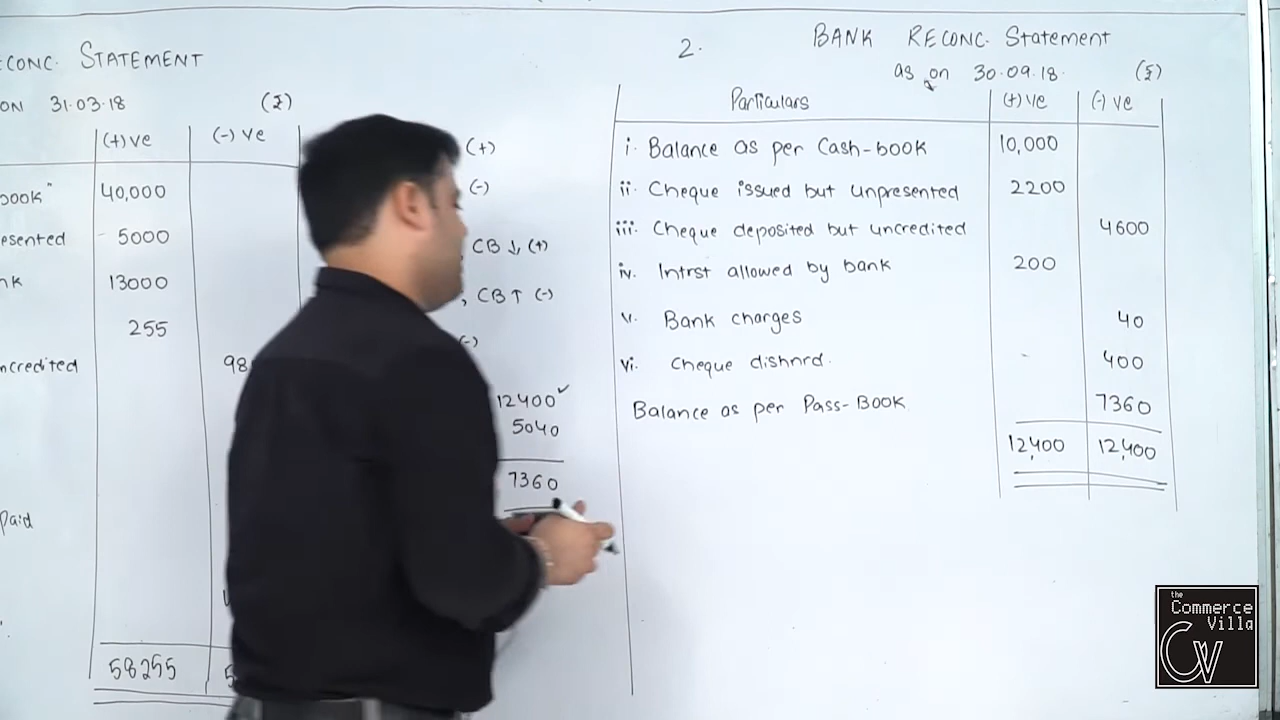 ECONC. STATEMENT
ON 31.03.18 (₹)
(+)ve (-) ve
BOOK" 40,000
esented 5000
nk 13000
255
ncredited 98
Paid
58255 5
(+)
(-)
CB ↓ (+)
, CB ↑ (-)
(-)
12400 ✓
5040
7360
2. BANK RECONC. Statement
as on 30.09.18. (₹)
Particulars (+)ve (-) ve
i. Balance as per Cash-book 10,000
ii. Cheque issued but unpresented 2200
iii. Cheque deposited but uncredited 4600
iv. Intrst allowed by bank 200
v. Bank charges 40
vi. Cheque dishnrd. 400
Balance as per Pass-BOOK 7360
12,400 12,400
the
Commerce
Villa
CV